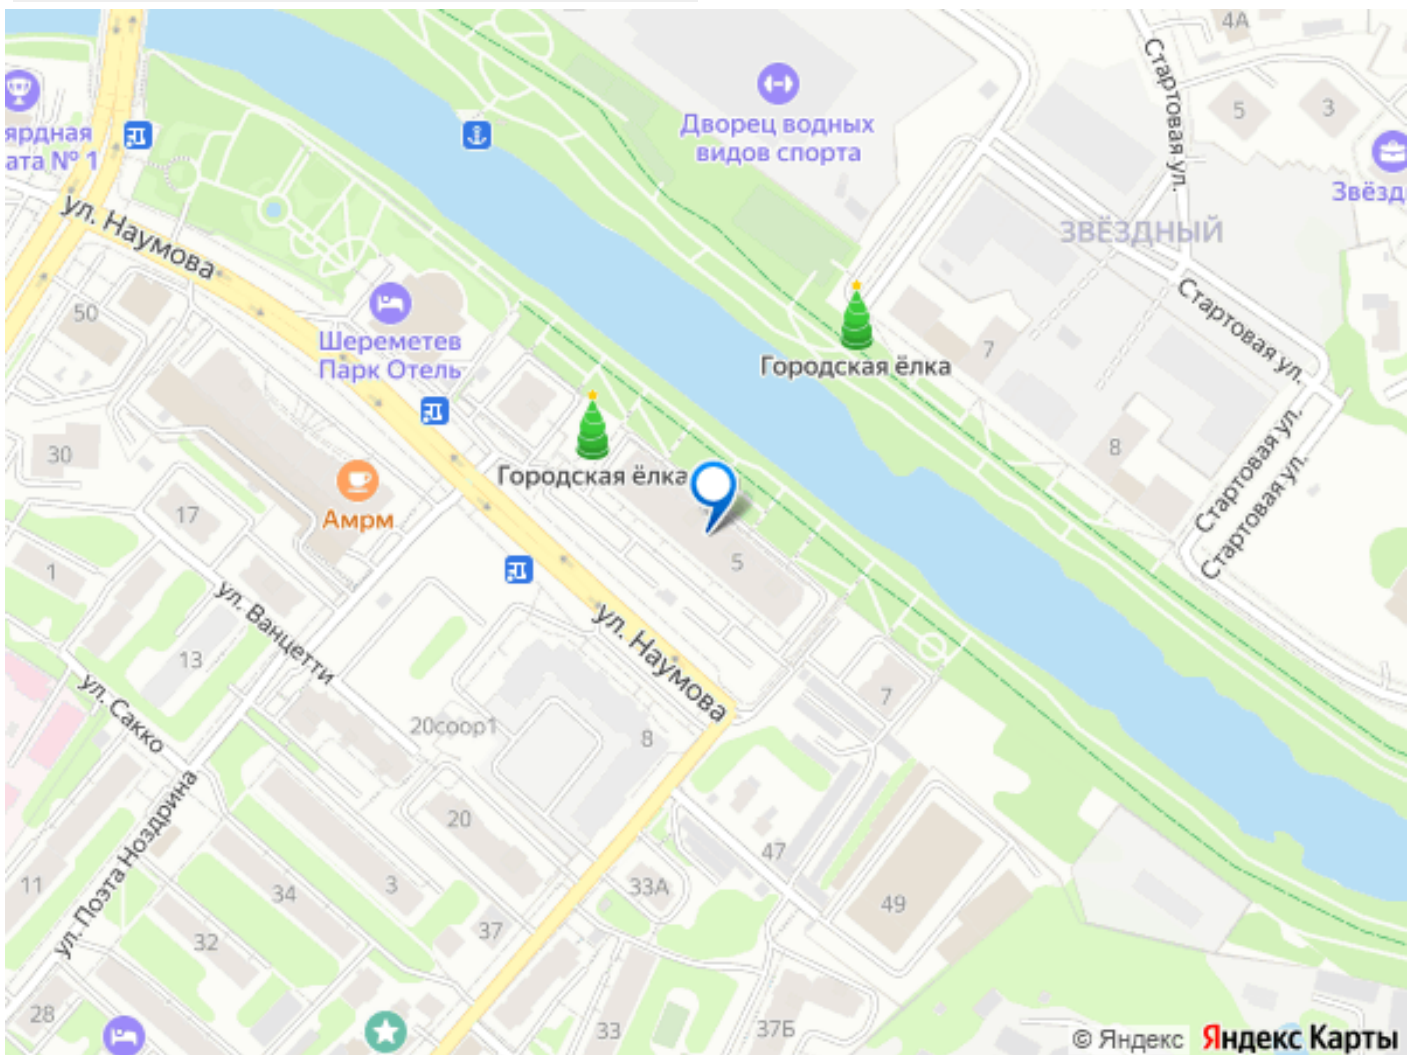 4А
Стартовая ул.
5
3
ярдная
ата № 1
Дворец водных
видов спорта
Звёзд
ул. Наумова
ЗВЁЗДНЫЙ
50
Шереметев
Парк Отель
Городская ёлка
7
Стартовая ул.
30
Городская ёлка
8
Стартовая ул.
Стартовая ул.
17
Амрм
5
1
ул. Ванцетти
ул. Наумова
13
7
ул. Сакко
20соор1
8
20
47
ул. Поэта Ноздрина
11
34
3
33А
49
32
37
28
33
37Б
© Яндекс Яндекс Карты